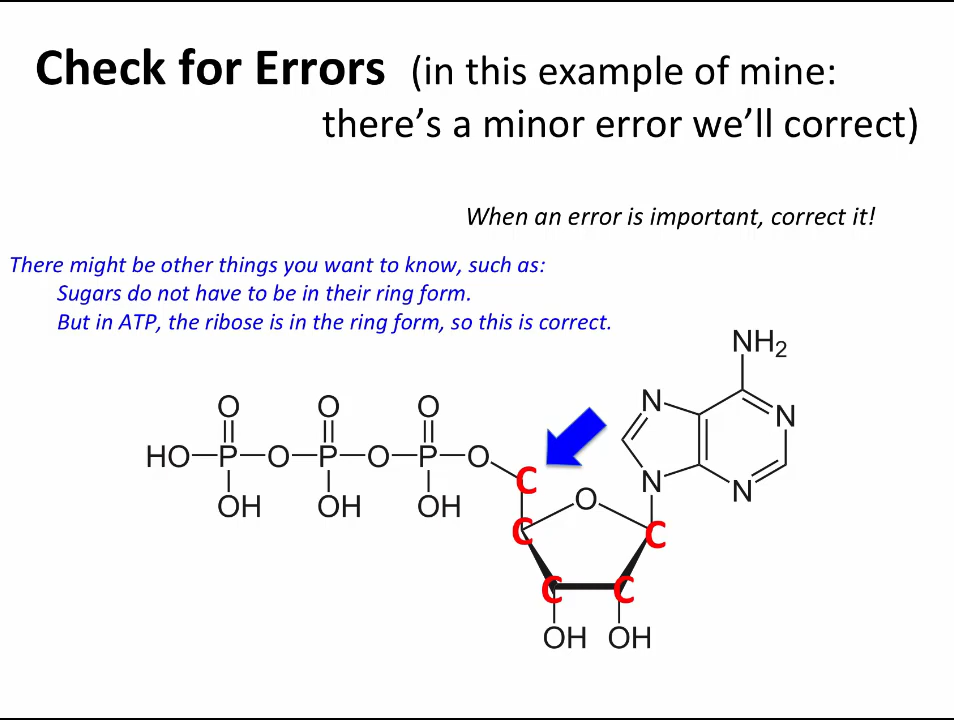 Check for Errors (in this example of mine:
there's a minor error we'll correct)
When an error is important, correct it!
There might be other things you want to know, such as:
Sugars do not have to be in their ring form.
But in ATP, the ribose is in the ring form, so this is correct.
NH2
O O O N N
HO P O P O P O C N N
OH OH OH O
C C
C C
OH OH